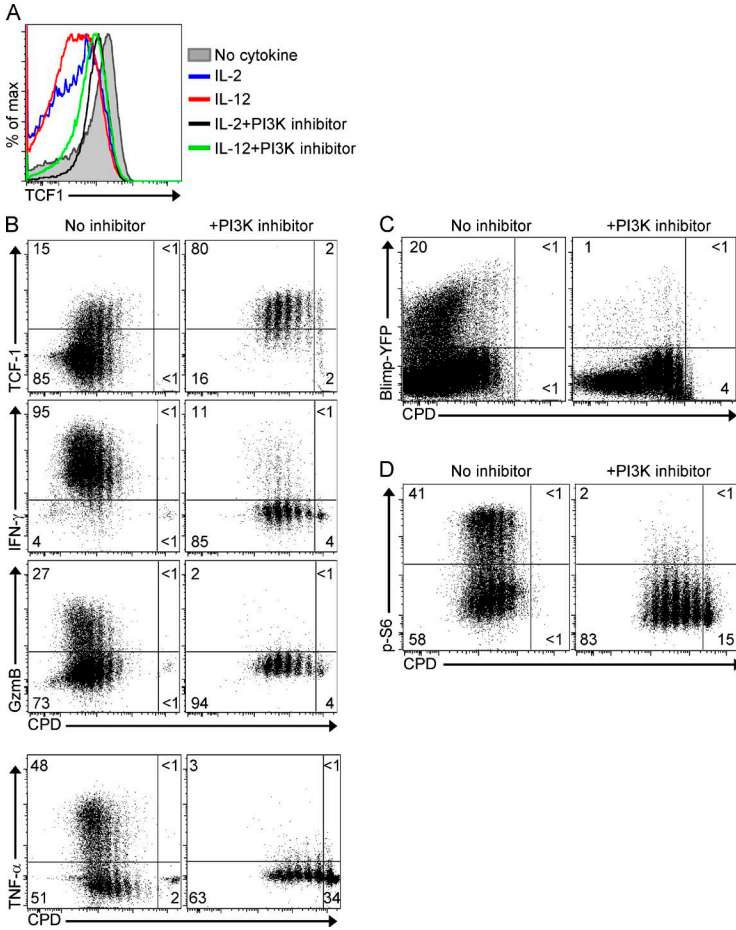 A
% of max
TCF1
No cytokine
IL-2
IL-12
IL-2+PI3K inhibitor
IL-12+PI3K inhibitor
B
No inhibitor
+PI3K inhibitor
TCF-1
15
<1
85
<1
80
2
16
2
IFN-γ
95
<1
4
<1
11
<1
85
4
GzmB
27
<1
73
<1
2
<1
94
4
CPD
TNF-α
48
<1
51
2
3
<1
63
34
CPD
C
No inhibitor
+PI3K inhibitor
Blimp-YFP
20
<1
<1
1
<1
4
CPD
D
No inhibitor
+PI3K inhibitor
p-S6
41
<1
58
<1
2
<1
83
15
CPD